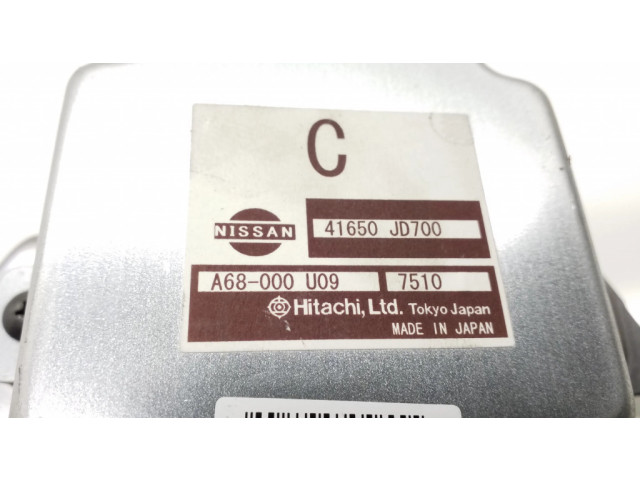 C
NISSAN 41650 JD700
A68-000 U09 7510
Hitachi, Ltd. Tokyo Japan
MADE IN JAPAN